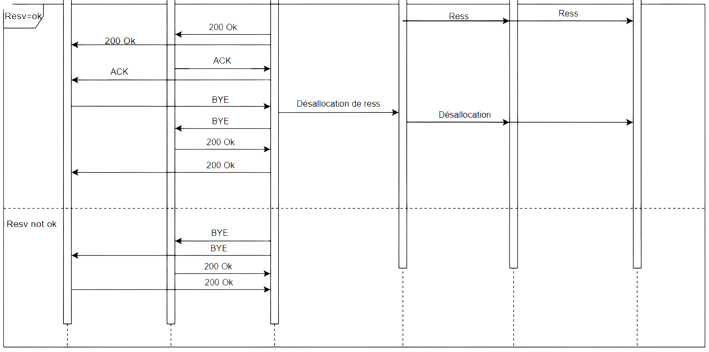 Resv=ok
Ress
Ress
200 Ok
200 Ok
ACK
ACK
BYE
Désallocation de ress
BYE
Désallocation
200 Ok
200 Ok
Resv not ok
BYE
BYE
200 Ok
200 Ok